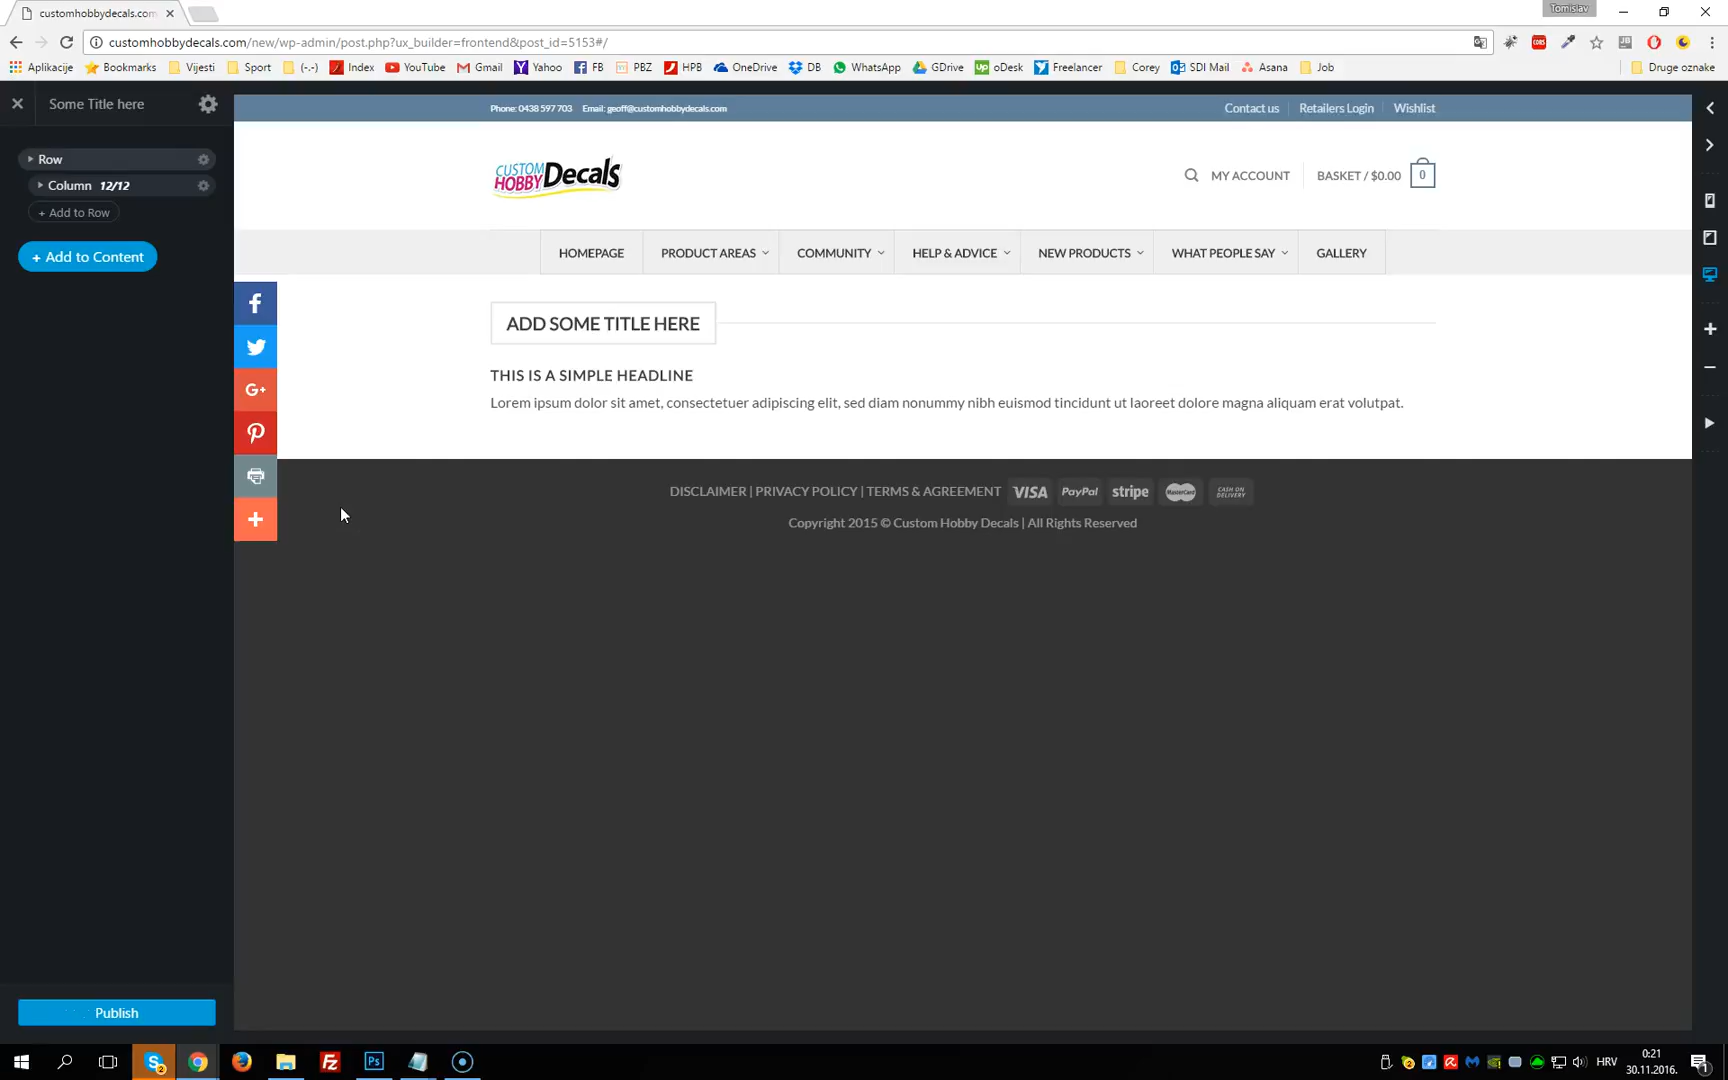 customhobbydecals.com
Tomislav
customhobbydecals.com/new/wp-admin/post.php?ux_builder=frontend&post_id=5153#/
Aplikacije Bookmarks Vijesti Sport (-.-) Index YouTube Gmail Yahoo FB PBZ HPB OneDrive DB WhatsApp GDrive oDesk Freelancer Corey SDI Mail Asana Job Druge oznake
Some Title here
Phone: 0438 597 703 Email: geoff@customhobbydecals.com Contact us Retailers Login Wishlist
Row
Column 12/12
+ Add to Row
+ Add to Content
CUSTOM HOBBY Decals
MY ACCOUNT BASKET / $0.00 0
HOMEPAGE PRODUCT AREAS COMMUNITY HELP & ADVICE NEW PRODUCTS WHAT PEOPLE SAY GALLERY
ADD SOME TITLE HERE
THIS IS A SIMPLE HEADLINE
Lorem ipsum dolor sit amet, consectetuer adipiscing elit, sed diam nonummy nibh euismod tincidunt ut laoreet dolore magna aliquam erat volutpat.
DISCLAIMER | PRIVACY POLICY | TERMS & AGREEMENT VISA PayPal stripe MasterCard CASH ON DELIVERY
Copyright 2015 © Custom Hobby Decals | All Rights Reserved
Publish
HRV
0:21
30.11.2016.